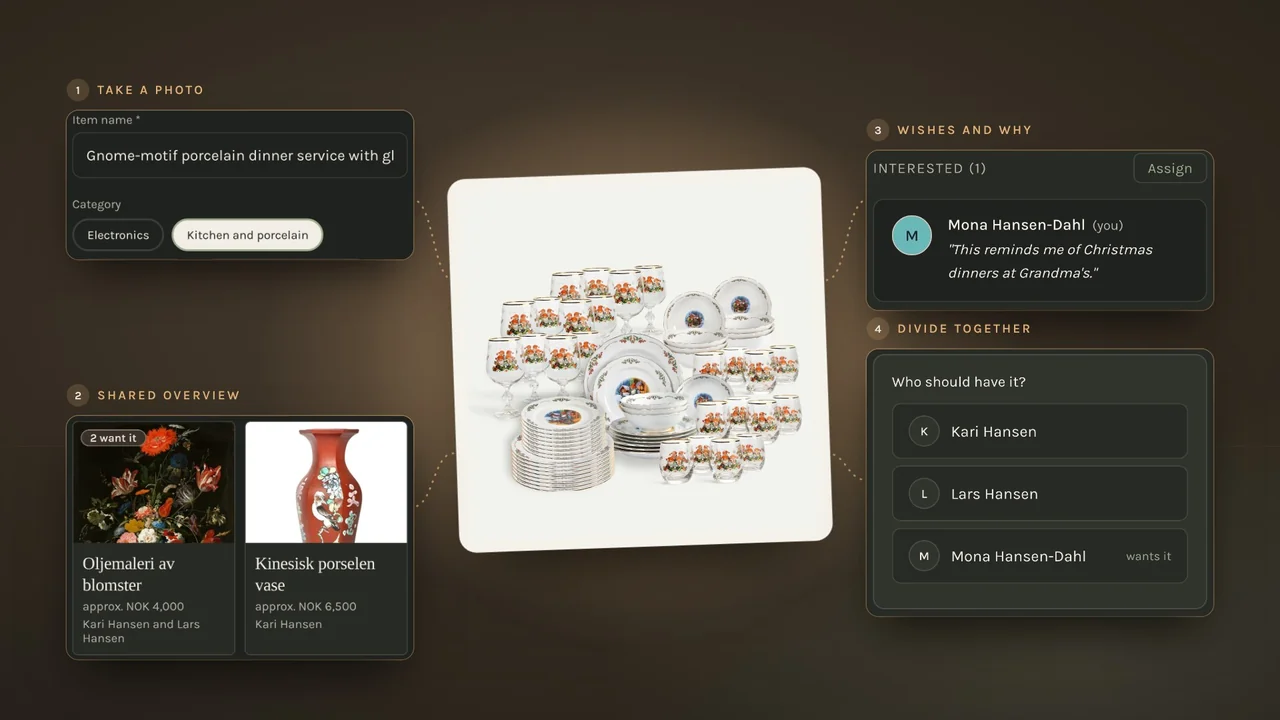 1 TAKE A PHOTO
Item name *
Gnome-motif porcelain dinner service with gl
Category
Electronics
Kitchen and porcelain
2 SHARED OVERVIEW
2 want it
Oljemaleri av
blomster
approx. NOK 4,000
Kari Hansen and Lars
Hansen
Kinesisk porselen
vase
approx. NOK 6,500
Kari Hansen
3 WISHES AND WHY
INTERESTED (1)
Assign
M
Mona Hansen-Dahl (you)
"This reminds me of Christmas
dinners at Grandma's."
4 DIVIDE TOGETHER
Who should have it?
K Kari Hansen
L Lars Hansen
M Mona Hansen-Dahl wants it